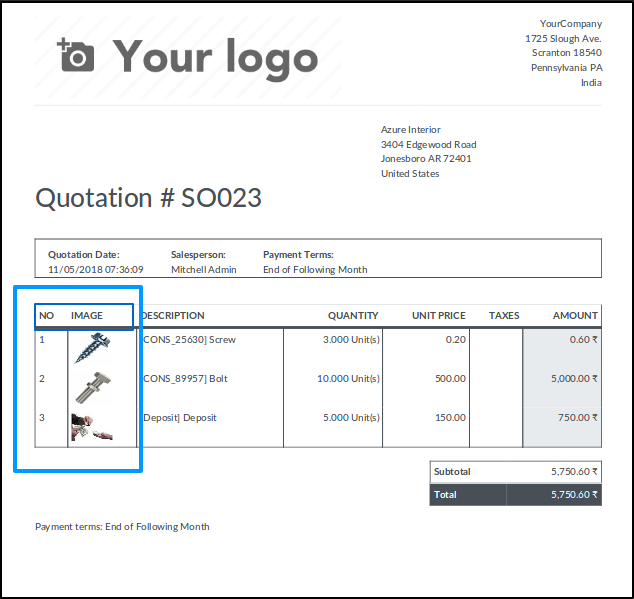 Your logo
YourCompany
1725 Slough Ave.
Scranton 18540
Pennsylvania PA
India
Azure Interior
3404 Edgewood Road
Jonesboro AR 72401
United States
Quotation # SO023
Quotation Date: Salesperson: Payment Terms:
11/05/2018 07:36:09 Mitchell Admin End of Following Month
NO IMAGE DESCRIPTION QUANTITY UNIT PRICE TAXES AMOUNT
1 CONS_25630] Screw 3.000 Unit(s) 0.20 0.60 ₹
2 CONS_89957] Bolt 10.000 Unit(s) 500.00 5,000.00 ₹
3 Deposit] Deposit 5.000 Unit(s) 150.00 750.00 ₹
Subtotal 5,750.60 ₹
Total 5,750.60 ₹
Payment terms: End of Following Month